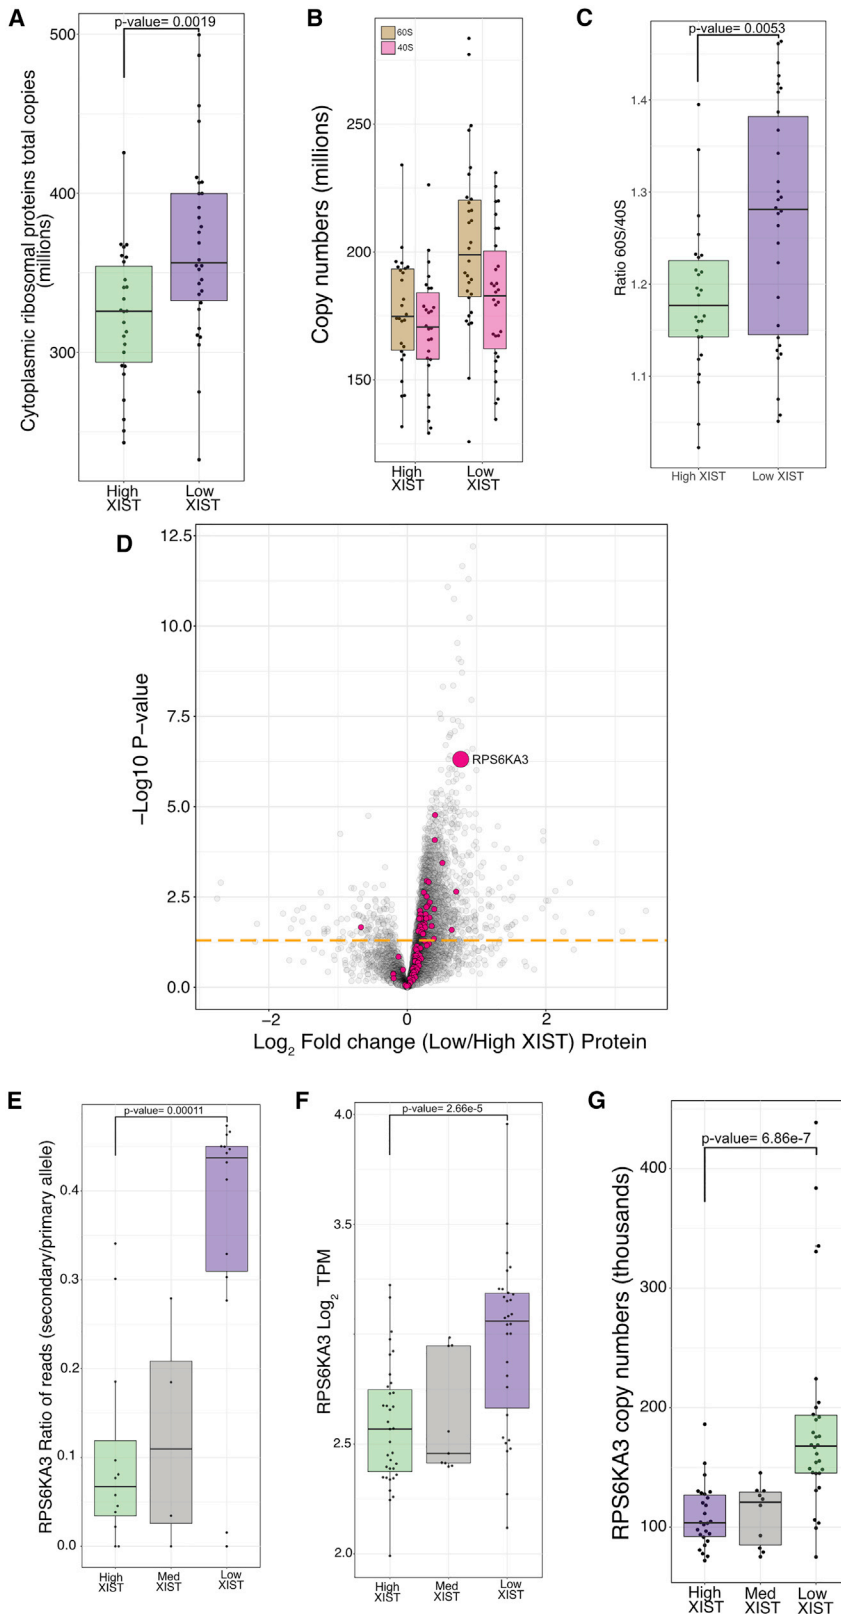 A
p-value= 0.0019
Cytoplasmic ribosomal proteins total copies
(millions)
500
400
300
High
XIST
Low
XIST
B
60S
40S
Copy numbers (millions)
250
200
150
High
XIST
Low
XIST
C
p-value= 0.0053
Ratio 60S/40S
1.4
1.3
1.2
1.1
High XIST
Low XIST
D
−Log10 P−value
12.5
10.0
7.5
5.0
2.5
0.0
RPS6KA3
−2
0
2
Log2 Fold change (Low/High XIST) Protein
E
p-value= 0.00011
RPS6KA3 Ratio of reads (secondary/primary allele)
0.4
0.3
0.2
0.1
0.0
High
XIST
Med
XIST
Low
XIST
F
p-value= 2.66e-5
RPS6KA3 Log2 TPM
4.0
3.5
3.0
2.5
2.0
High
XIST
Med
XIST
Low
XIST
G
p-value= 6.86e-7
RPS6KA3 copy numbers (thousands)
400
300
200
100
High
XIST
Med
XIST
Low
XIST